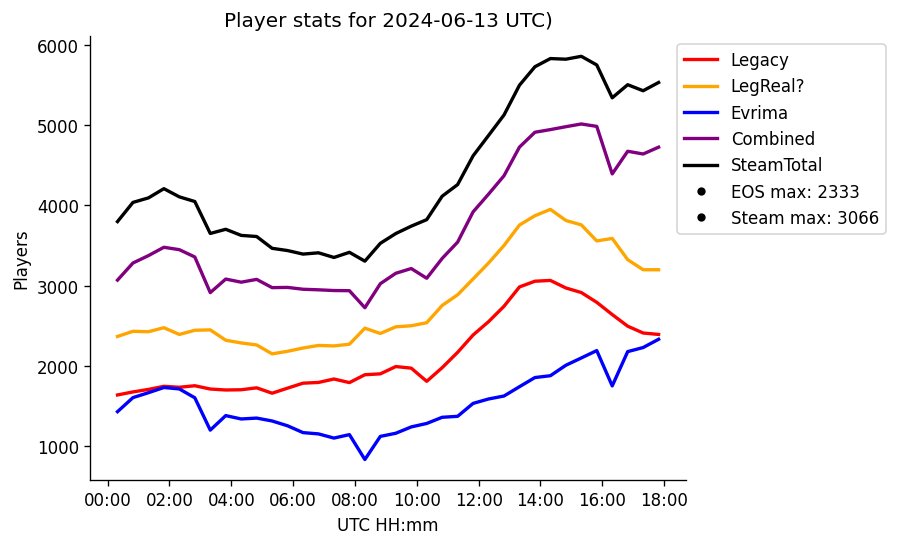 Player stats for 2024-06-13 UTC)
6000
5000
4000
3000
2000
1000
Players
00:00 02:00 04:00 06:00 08:00 10:00 12:00 14:00 16:00 18:00
UTC HH:mm
Legacy
LegReal?
Evrima
Combined
SteamTotal
EOS max: 2333
Steam max: 3066